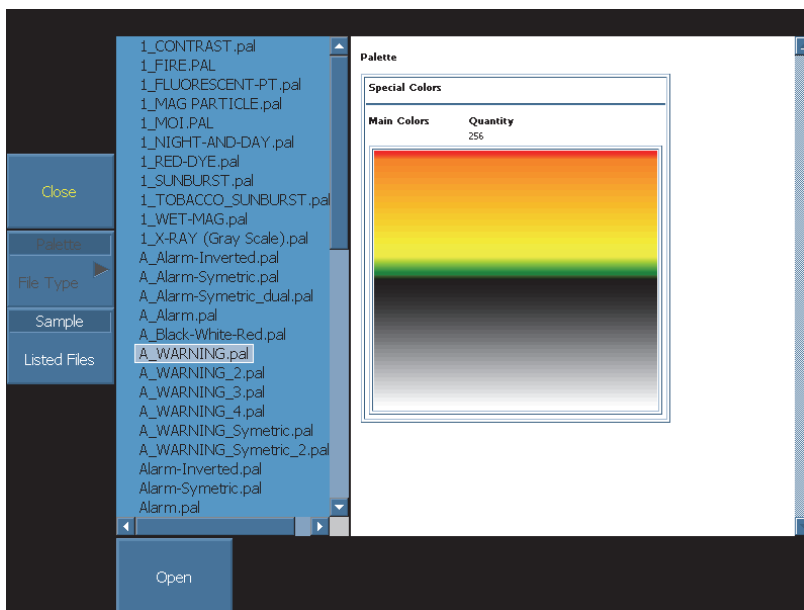 Close
Palette
File Type
Sample
Listed Files
1_CONTRAST.pal
1_FIRE.PAL
1_FLUORESCENT-PT.pal
1_MAG PARTICLE.pal
1_MOI.PAL
1_NIGHT-AND-DAY.pal
1_RED-DYE.pal
1_SUNBURST.pal
1_TOBACCO_SUNBURST.pal
1_WET-MAG.pal
1_X-RAY (Gray Scale).pal
A_Alarm-Inverted.pal
A_Alarm-Symetric.pal
A_Alarm-Symetric_dual.pal
A_Alarm.pal
A_Black-White-Red.pal
A_WARNING.pal
A_WARNING_2.pal
A_WARNING_3.pal
A_WARNING_4.pal
A_WARNING_Symetric.pal
A_WARNING_Symetric_2.pal
Alarm-Inverted.pal
Alarm-Symetric.pal
Alarm.pal
Open
Palette
Special Colors
Main Colors Quantity
256